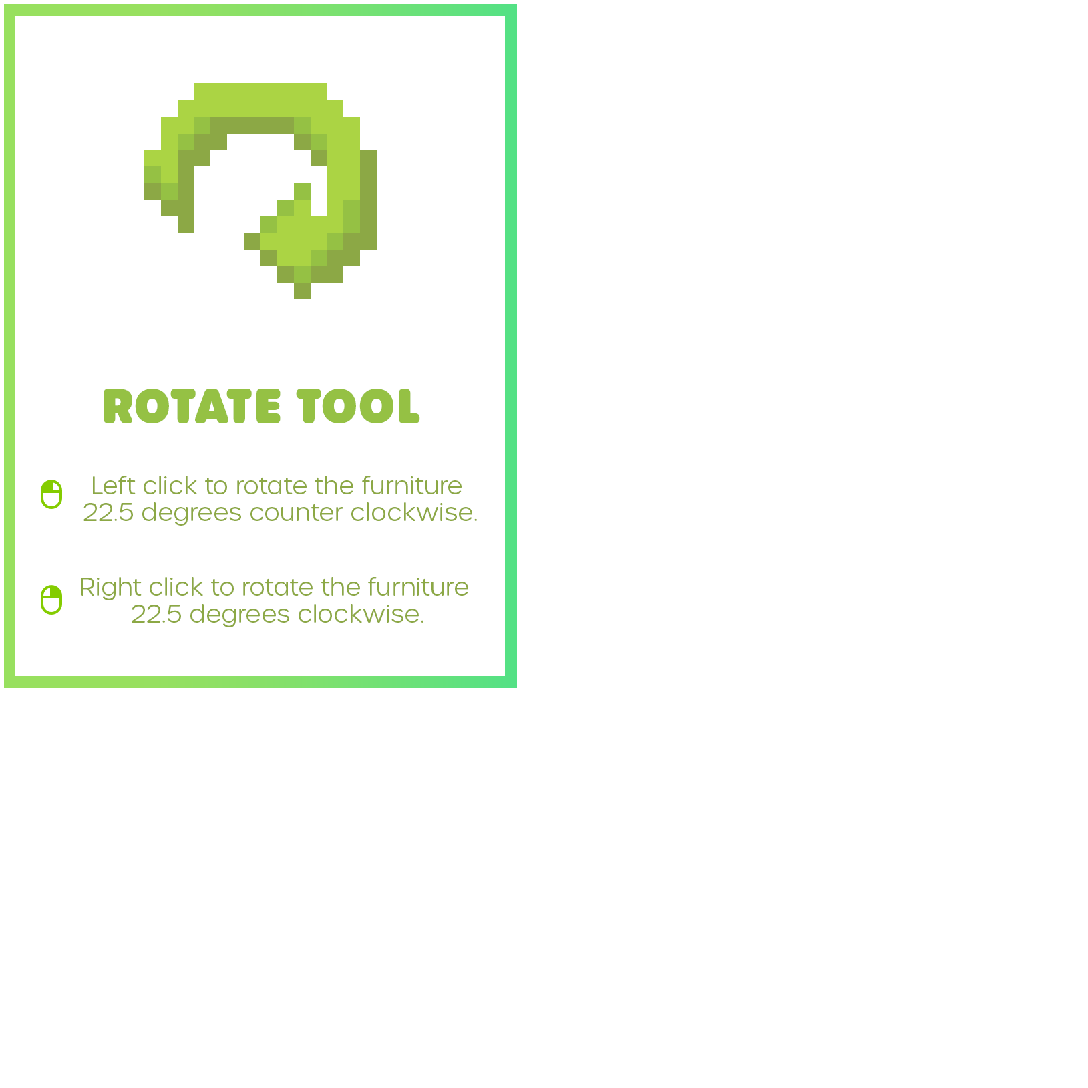 ROTATE TOOL
Left click to rotate the furniture
22.5 degrees counter clockwise.
Right click to rotate the furniture
22.5 degrees clockwise.